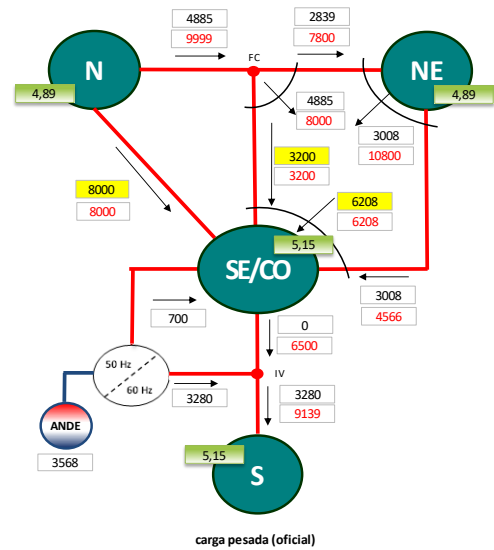 4885
9999
2839
7800
FC
N
NE
4,89
4,89
4885
8000
3008
10800
3200
3200
8000
8000
6208
6208
5,15
SE/CO
3008
4566
700
0
6500
50 Hz
60 Hz
IV
3280
3280
9139
ANDE
3568
5,15
S
carga pesada (oficial)